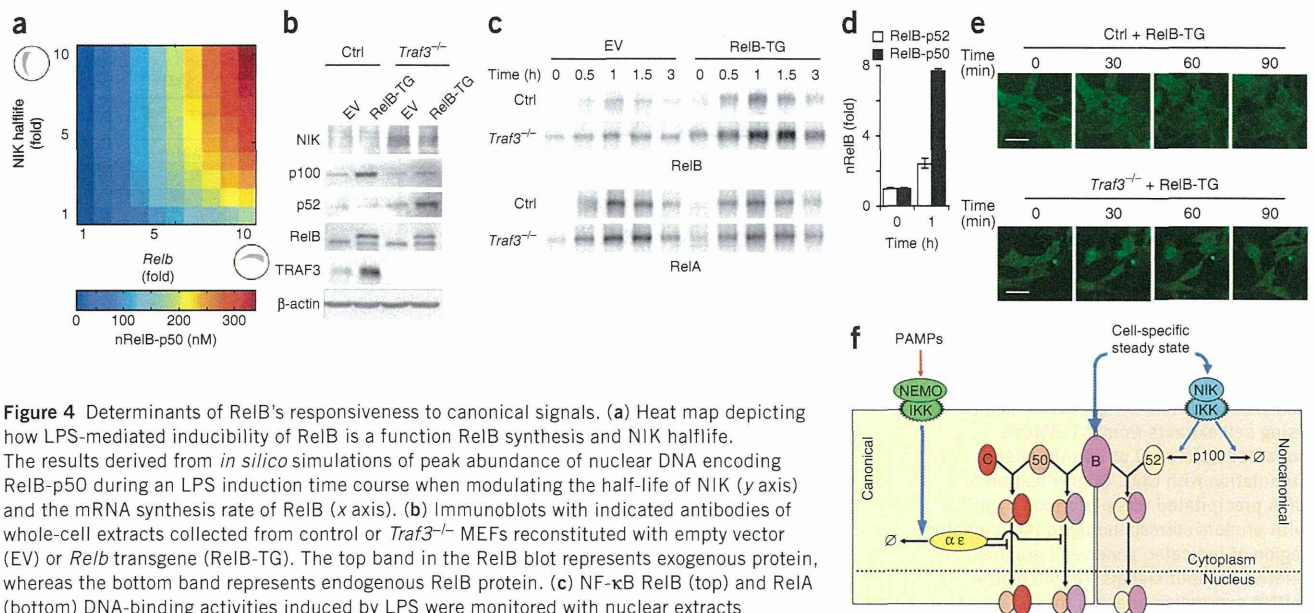 a
10
5
1
NIK halflife
(fold)
1 5 10
Relb
(fold)
0 100 200 300
nRelB-p50 (nM)
b
Ctrl Traf3–/–
EV RelB-TG EV RelB-TG
NIK
p100
p52
RelB
TRAF3
β-actin
c
EV RelB-TG
Time (h) 0 0.5 1 1.5 3 0 0.5 1 1.5 3
Ctrl
Traf3–/–
RelB
Ctrl
Traf3–/–
RelA
d
RelB-p52
RelB-p50
8
4
0
nRelB (fold)
0 1
Time (h)
e
Ctrl + RelB-TG
Time
(min)
0 30 60 90
Traf3–/– + RelB-TG
Time
(min)
0 30 60 90
f
PAMPs
Cell-specific
steady state
NEMO
IKK
NIK
IKK
Canonical
Noncanonical
C 50 B 52 p100 Ø
Ø α ε
Cytoplasm
Nucleus
Figure 4 Determinants of RelB's responsiveness to canonical signals. (a) Heat map depicting
how LPS-mediated inducibility of RelB is a function RelB synthesis and NIK halflife.
The results derived from in silico simulations of peak abundance of nuclear DNA encoding
RelB-p50 during an LPS induction time course when modulating the half-life of NIK (y axis)
and the mRNA synthesis rate of RelB (x axis). (b) Immunoblots with indicated antibodies of
whole-cell extracts collected from control or Traf3–/– MEFs reconstituted with empty vector
(EV) or Relb transgene (RelB-TG). The top band in the RelB blot represents exogenous protein,
whereas the bottom band represents endogenous RelB protein. (c) NF-κB RelB (top) and RelA
(bottom) DNA-binding activities induced by LPS were monitored with nuclear extracts